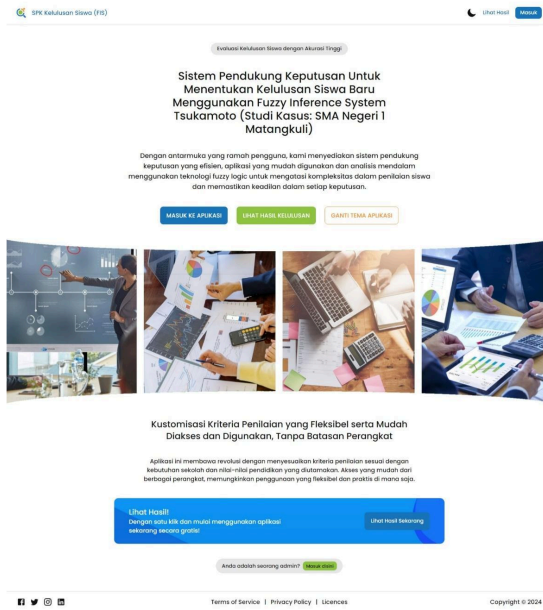 SPK Kelulusan Siswa (FIS)
Lihat Hasil
Masuk
Evaluasi Kelulusan Siswa dengan Akurasi Tinggi
Sistem Pendukung Keputusan Untuk
Menentukan Kelulusan Siswa Baru
Menggunakan Fuzzy Inference System
Tsukamoto (Studi Kasus: SMA Negeri 1
Matangkuli)
Dengan antarmuka yang ramah pengguna, kami menyediakan sistem pendukung
keputusan yang efisien, aplikasi yang mudah digunakan dan analisis mendalam
menggunakan teknologi fuzzy logic untuk mengatasi kompleksitas dalam penilaian siswa
dan memastikan keadilan dalam setiap keputusan.
MASUK KE APLIKASI
LIHAT HASIL KELULUSAN
GANTI TEMA APLIKASI
Kustomisasi Kriteria Penilaian yang Fleksibel serta Mudah
Diakses dan Digunakan, Tanpa Batasan Perangkat
Aplikasi ini membawa revolusi dengan menyesuaikan kriteria penilaian sesuai dengan
kebutuhan sekolah dan nilai-nilai pendidikan yang diutamakan. Akses yang mudah dari
berbagai perangkat, memungkinkan penggunaan yang fleksibel dan praktis di mana saja.
Lihat Hasil!
Dengan satu klik dan mulai menggunakan aplikasi
sekarang secara gratis!
Lihat Hasil Sekarang
Anda adalah seorang admin?
Masuk disini
Terms of Service | Privacy Policy | Licences
Copyright © 2024